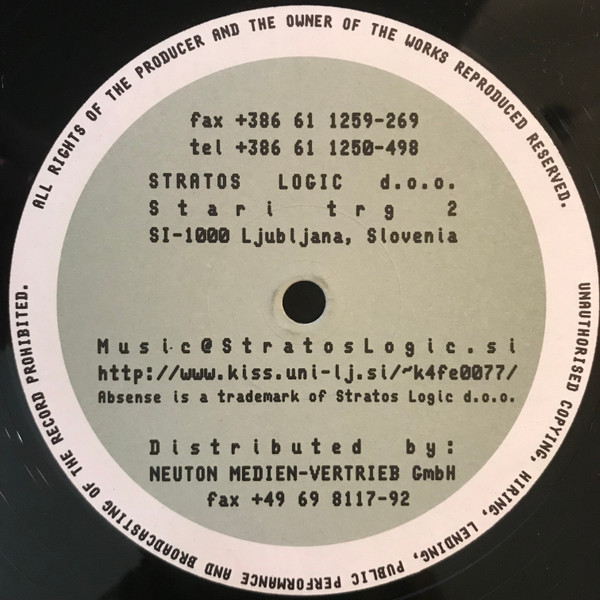 ALL RIGHTS OF THE PRODUCER AND THE OWNER OF THE WORKS REPRODUCED RESERVED.
UNAUTHORISED COPYING, HIRING, LENDING, PUBLIC PERFORMANCE AND BROADCASTING OF THE RECORD PROHIBITED.
fax +386 61 1259-269
tel +386 61 1250-498
STRATOS LOGIC d.o.o.
Stari trg 2
SI-1000 Ljubljana, Slovenia
Music@StratosLogic.si
http://www.kiss.uni-lj.si/~k4fe0077/
Absense is a trademark of Stratos Logic d.o.o.
Distributed by:
NEUTON MEDIEN-VERTRIEB GmbH
fax +49 69 8117-92